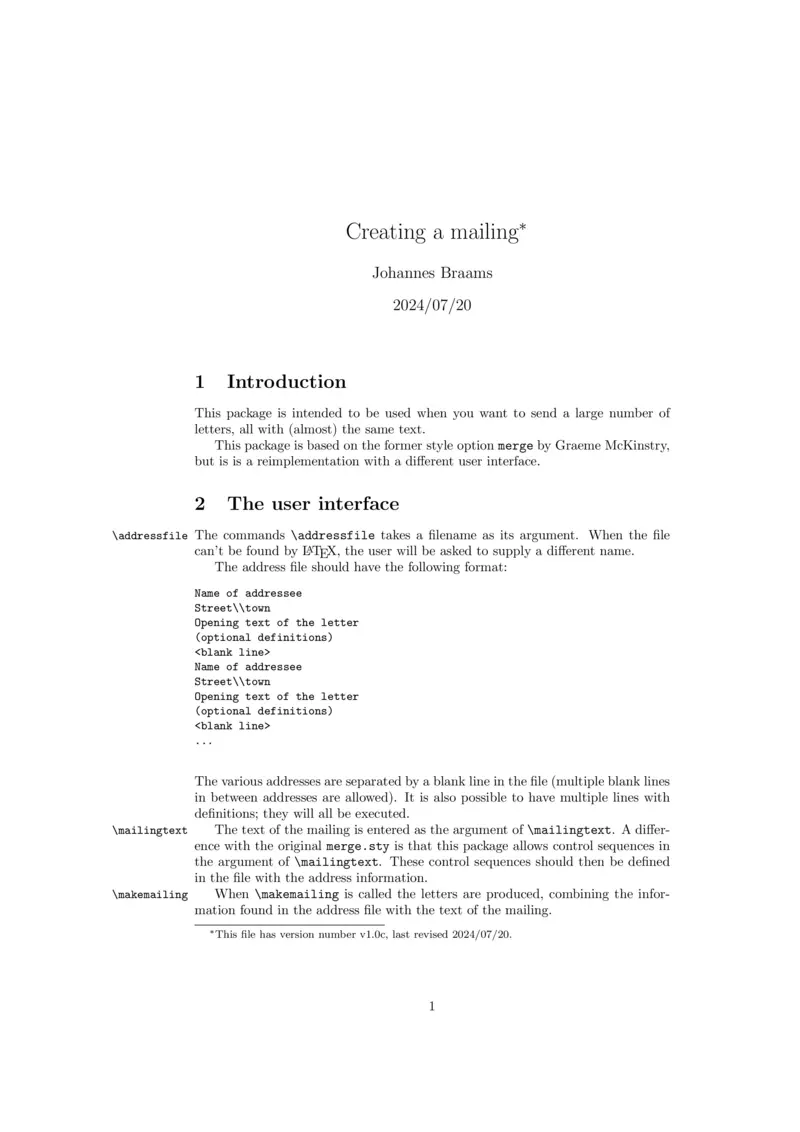 Creating a mailing*
Johannes Braams
2024/07/20
1 Introduction
This package is intended to be used when you want to send a large number of
letters, all with (almost) the same text.
This package is based on the former style option merge by Graeme McKinstry,
but is is a reimplementation with a different user interface.
2 The user interface
\addressfile The commands \addressfile takes a filename as its argument. When the file
can't be found by LATEX, the user will be asked to supply a different name.
The address file should have the following format:
Name of addressee
Street\\town
Opening text of the letter
(optional definitions)
<blank line>
Name of addressee
Street\\town
Opening text of the letter
(optional definitions)
<blank line>
...
The various addresses are separated by a blank line in the file (multiple blank lines
in between addresses are allowed). It is also possible to have multiple lines with
definitions; they will all be executed.
\mailingtext The text of the mailing is entered as the argument of \mailingtext. A differ-
ence with the original merge.sty is that this package allows control sequences in
the argument of \mailingtext. These control sequences should then be defined
in the file with the address information.
\makemailing When \makemailing is called the letters are produced, combining the infor-
mation found in the address file with the text of the mailing.
*This file has version number v1.0c, last revised 2024/07/20.
1